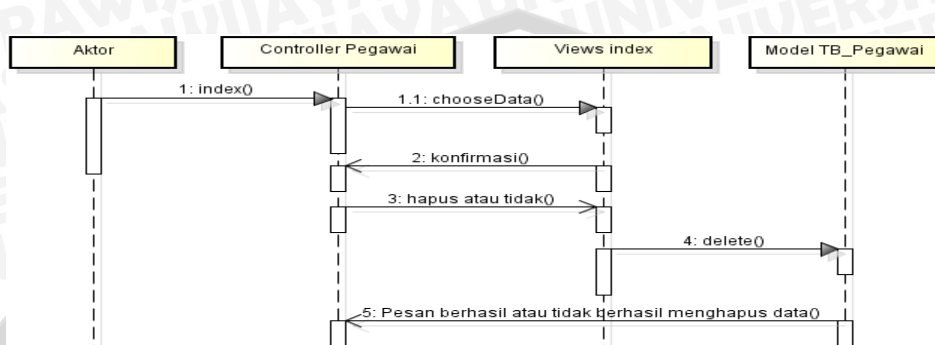 Aktor
Controller Pegawai
Views index
Model TB_Pegawai
1: index()
1.1: chooseData()
2: konfirmasi()
3: hapus atau tidak()
4: delete()
5: Pesan berhasil atau tidak berhasil menghapus data()